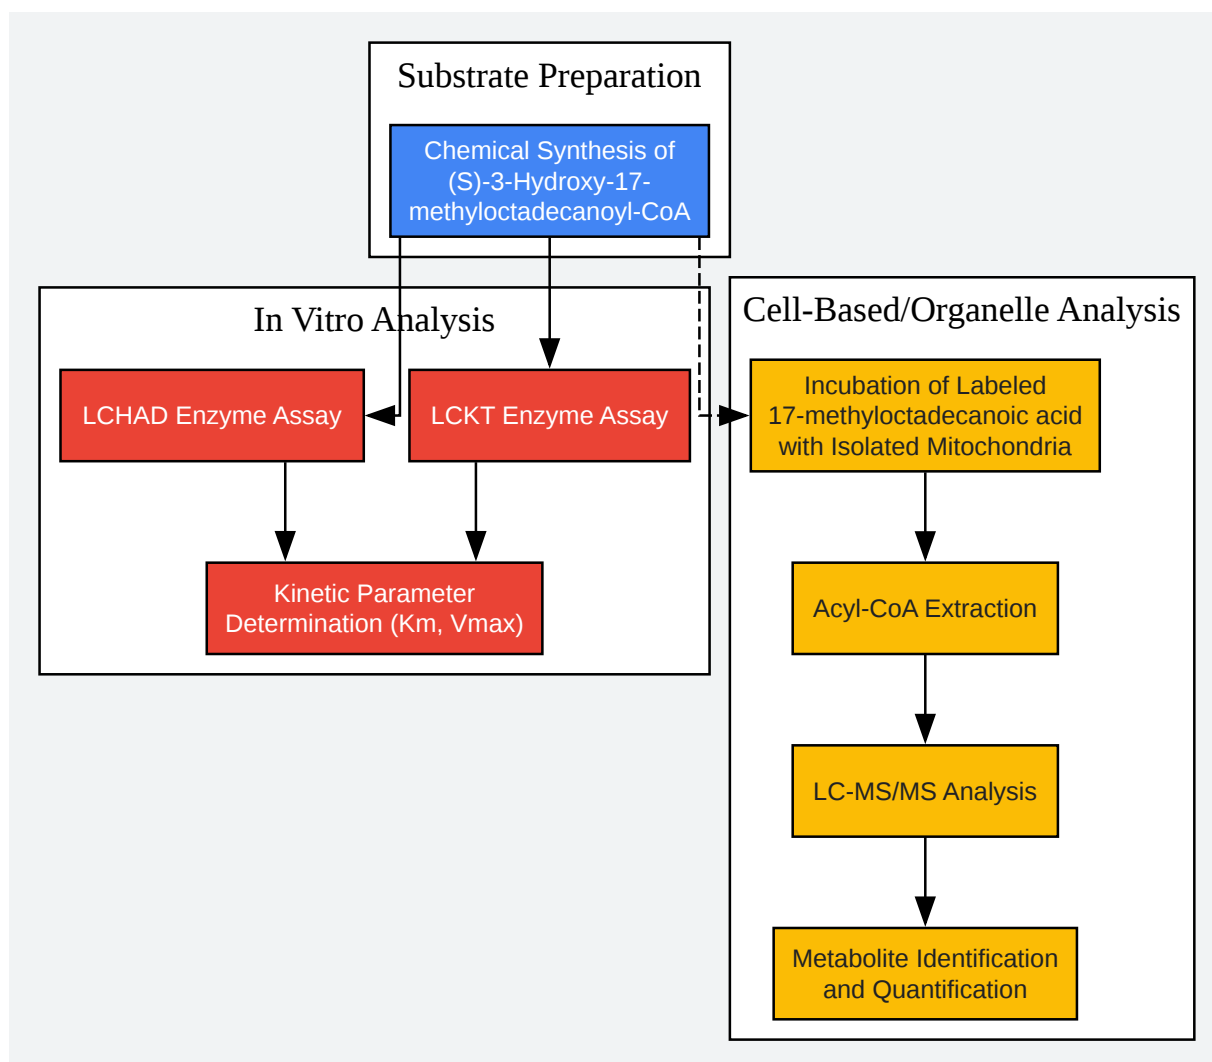 Substrate Preparation
Chemical Synthesis of
(S)-3-Hydroxy-17-
methyloctadecanoyl-CoA
In Vitro Analysis
LCHAD Enzyme Assay
LCKT Enzyme Assay
Kinetic Parameter
Determination (Km, Vmax)
Cell-Based/Organelle Analysis
Incubation of Labeled
17-methyloctadecanoic acid
with Isolated Mitochondria
Acyl-CoA Extraction
LC-MS/MS Analysis
Metabolite Identification
and Quantification